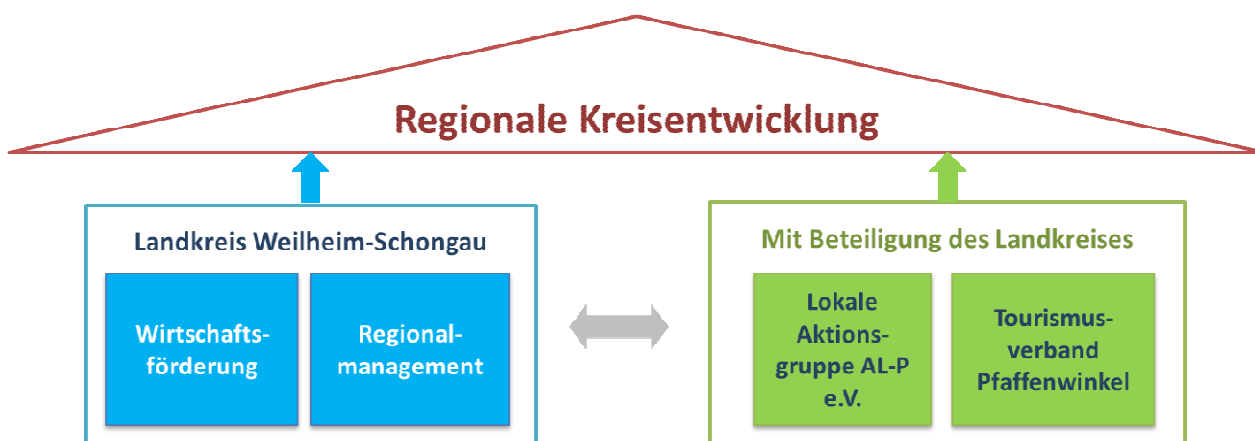 Regionale Kreisentwicklung
Landkreis Weilheim-Schongau
Wirtschafts-
förderung
Regional-
management
Mit Beteiligung des Landkreises
Lokale
Aktions-
gruppe AL-P
e.V.
Tourismus-
verband
Pfaffenwinkel